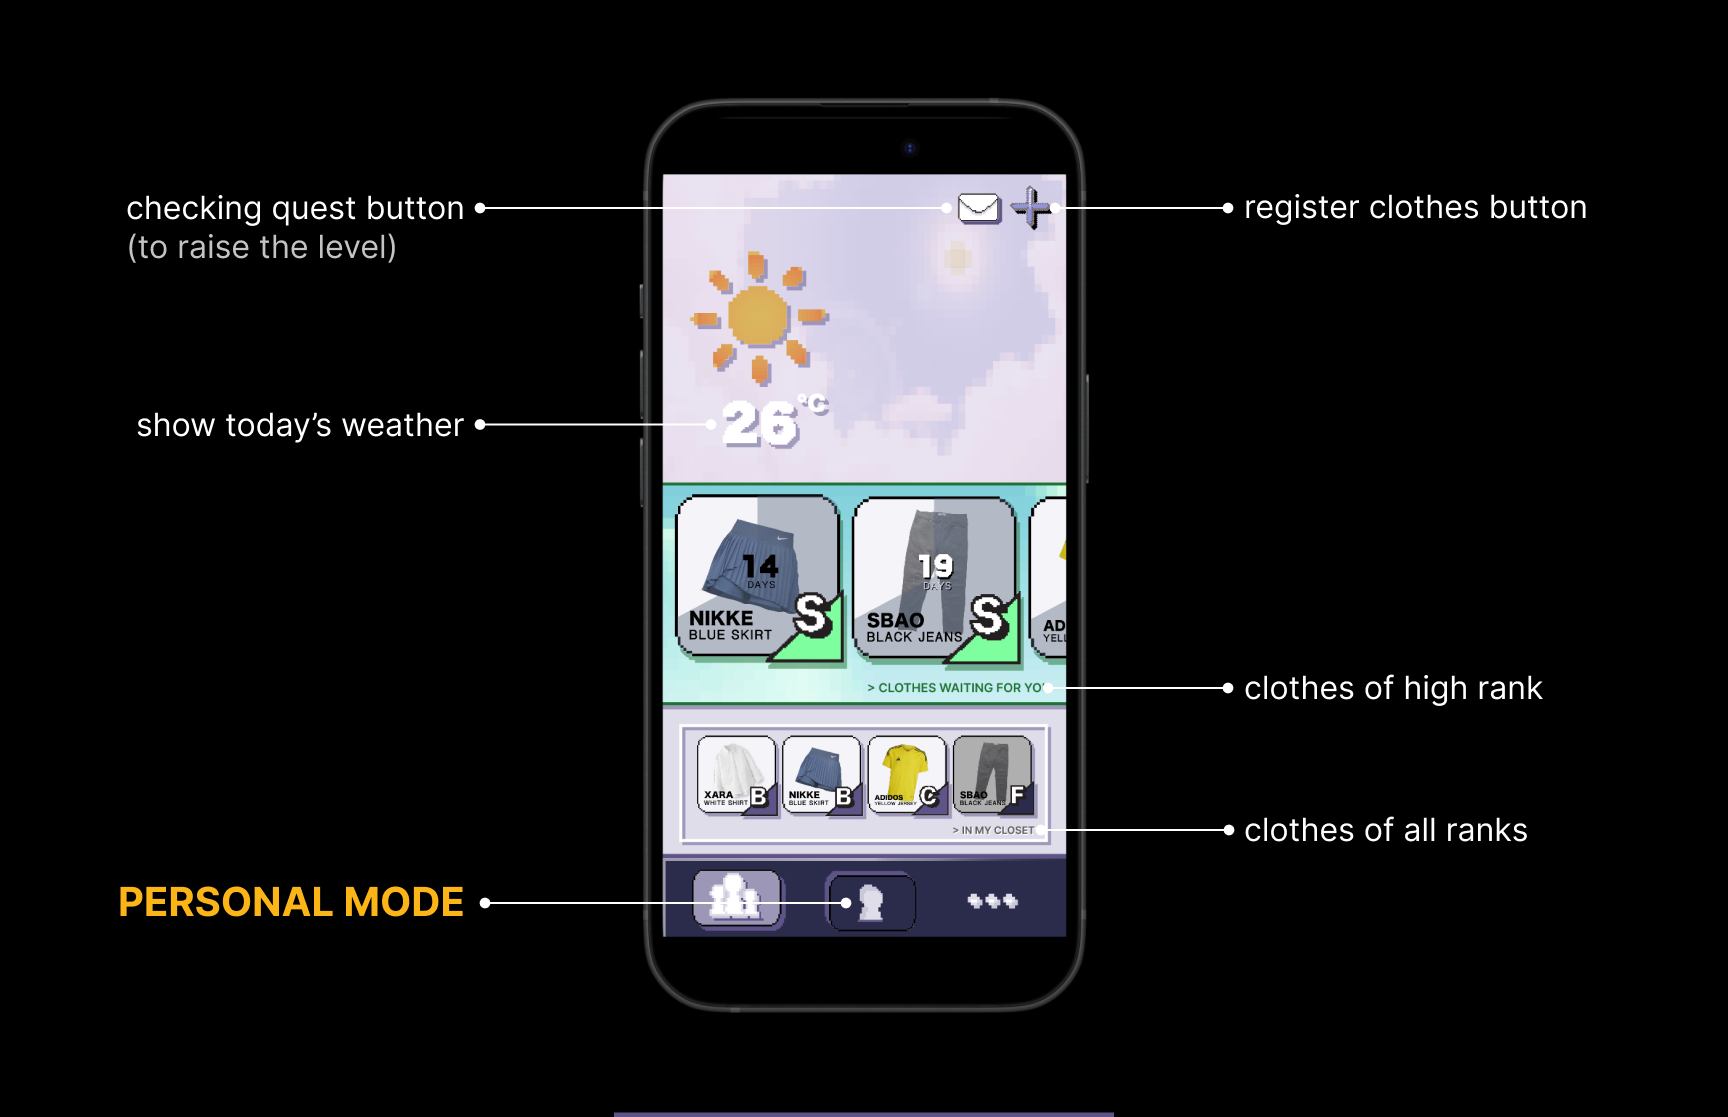 checking quest button
(to raise the level)
register clothes button
26°C
show today's weather
14
DAYS
NIKKE
BLUE SKIRT
S
19
DAYS
SBAO
BLACK JEANS
S
AD
YELL
> CLOTHES WAITING FOR YO
clothes of high rank
XARA
WHITE SHIRT
B
NIKKE
BLUE SKIRT
B
ADIDOS
YELLOW JERSEY
C
SBAO
BLACK JEANS
F
> IN MY CLOSET
clothes of all ranks
PERSONAL MODE